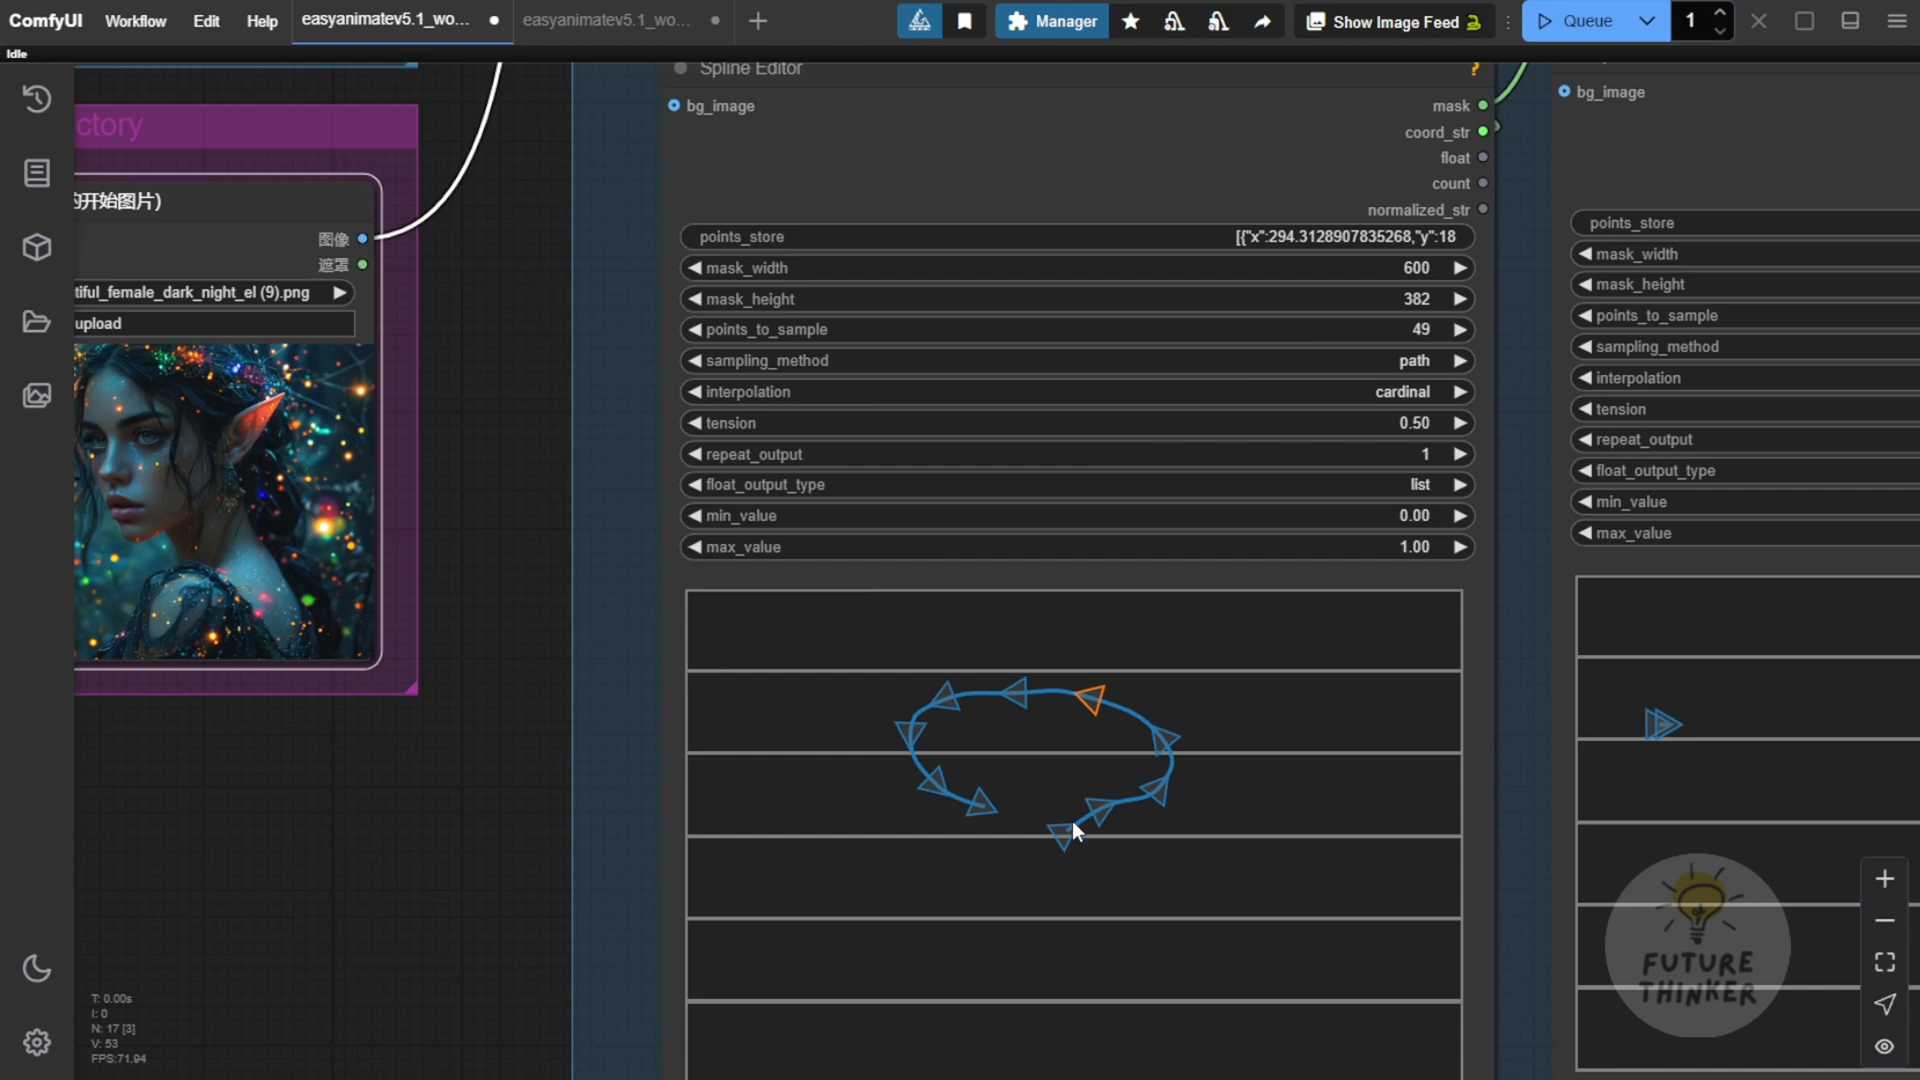 ComfyUI Workflow Edit Help easyanimatev5.1_wo... easyanimatev5.1_wo... Manager Show Image Feed Queue 1
Idle
ctory
的开始图片)
图像
遮罩
tiful_female_dark_night_el (9).png
upload
Spline Editor ?
bg_image mask
coord_str
float
count
normalized_str
points_store [{"x":294.3128907835268,"y":18
mask_width 600
mask_height 382
points_to_sample 49
sampling_method path
interpolation cardinal
tension 0.50
repeat_output 1
float_output_type list
min_value 0.00
max_value 1.00
bg_image
points_store
mask_width
mask_height
points_to_sample
sampling_method
interpolation
tension
repeat_output
float_output_type
min_value
max_value
FUTURE
THINKER
T: 0.00s
I: 0
N: 17 [3]
V: 53
FPS:71.94